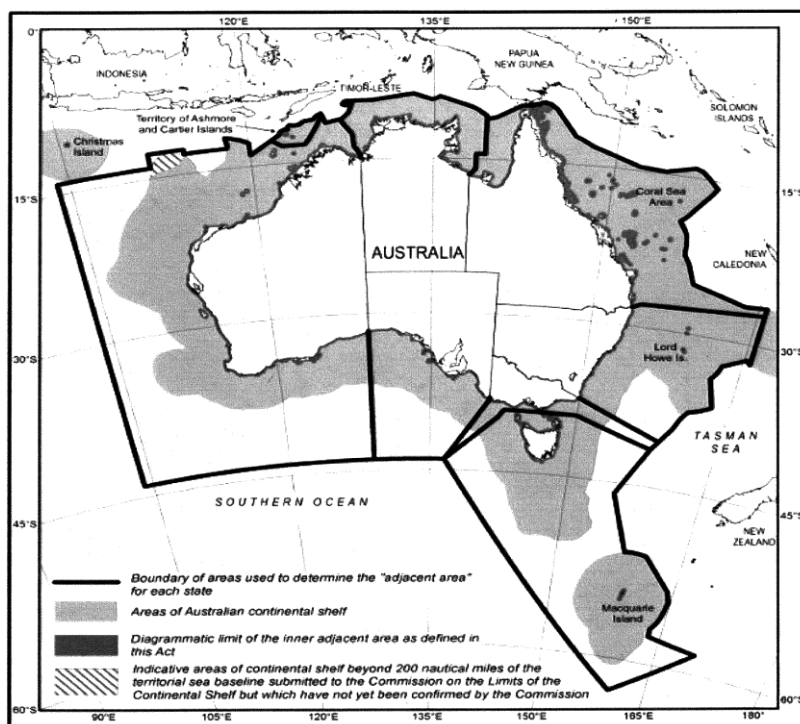 120°E 135°E 150°E
0°
INDONESIA
PAPUA
NEW GUINEA
TIMOR-LESTE
SOLOMON
ISLANDS
Territory of Ashmore
and Cartier Islands
Christmas
Island
15°S
Coral Sea
Area
15°S
AUSTRALIA
NEW
CALEDONIA
30°S
Lord
Howe Is.
30°S
TASMAN
SEA
SOUTHERN OCEAN
45°S
45°S
NEW
ZEALAND
Boundary of areas used to determine the "adjacent area"
for each state
Areas of Australian continental shelf
Macquarie
Island
Diagrammatic limit of the inner adjacent area as defined in
this Act
Indicative areas of continental shelf beyond 200 nautical miles of the
territorial sea baseline submitted to the Commission on the Limits of the
Continental Shelf but which have not yet been confirmed by the Commission
60°S
60°S
90°E 105°E 120°E 135°E 150°E 165°E 180°